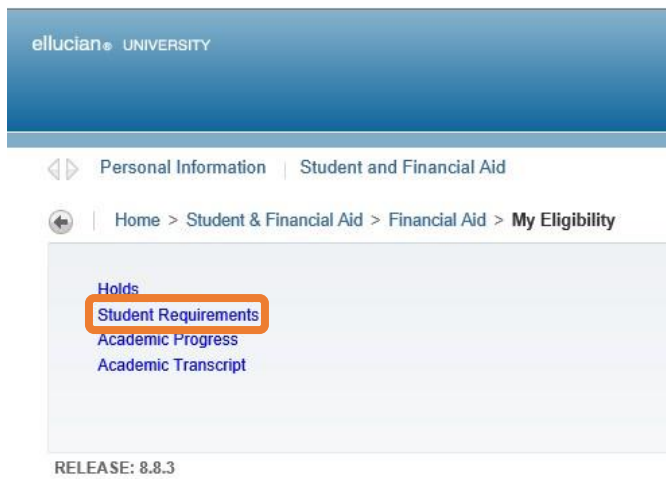 ellucian® UNIVERSITY
Personal Information | Student and Financial Aid
Home > Student & Financial Aid > Financial Aid > My Eligibility
Holds
Student Requirements
Academic Progress
Academic Transcript
RELEASE: 8.8.3